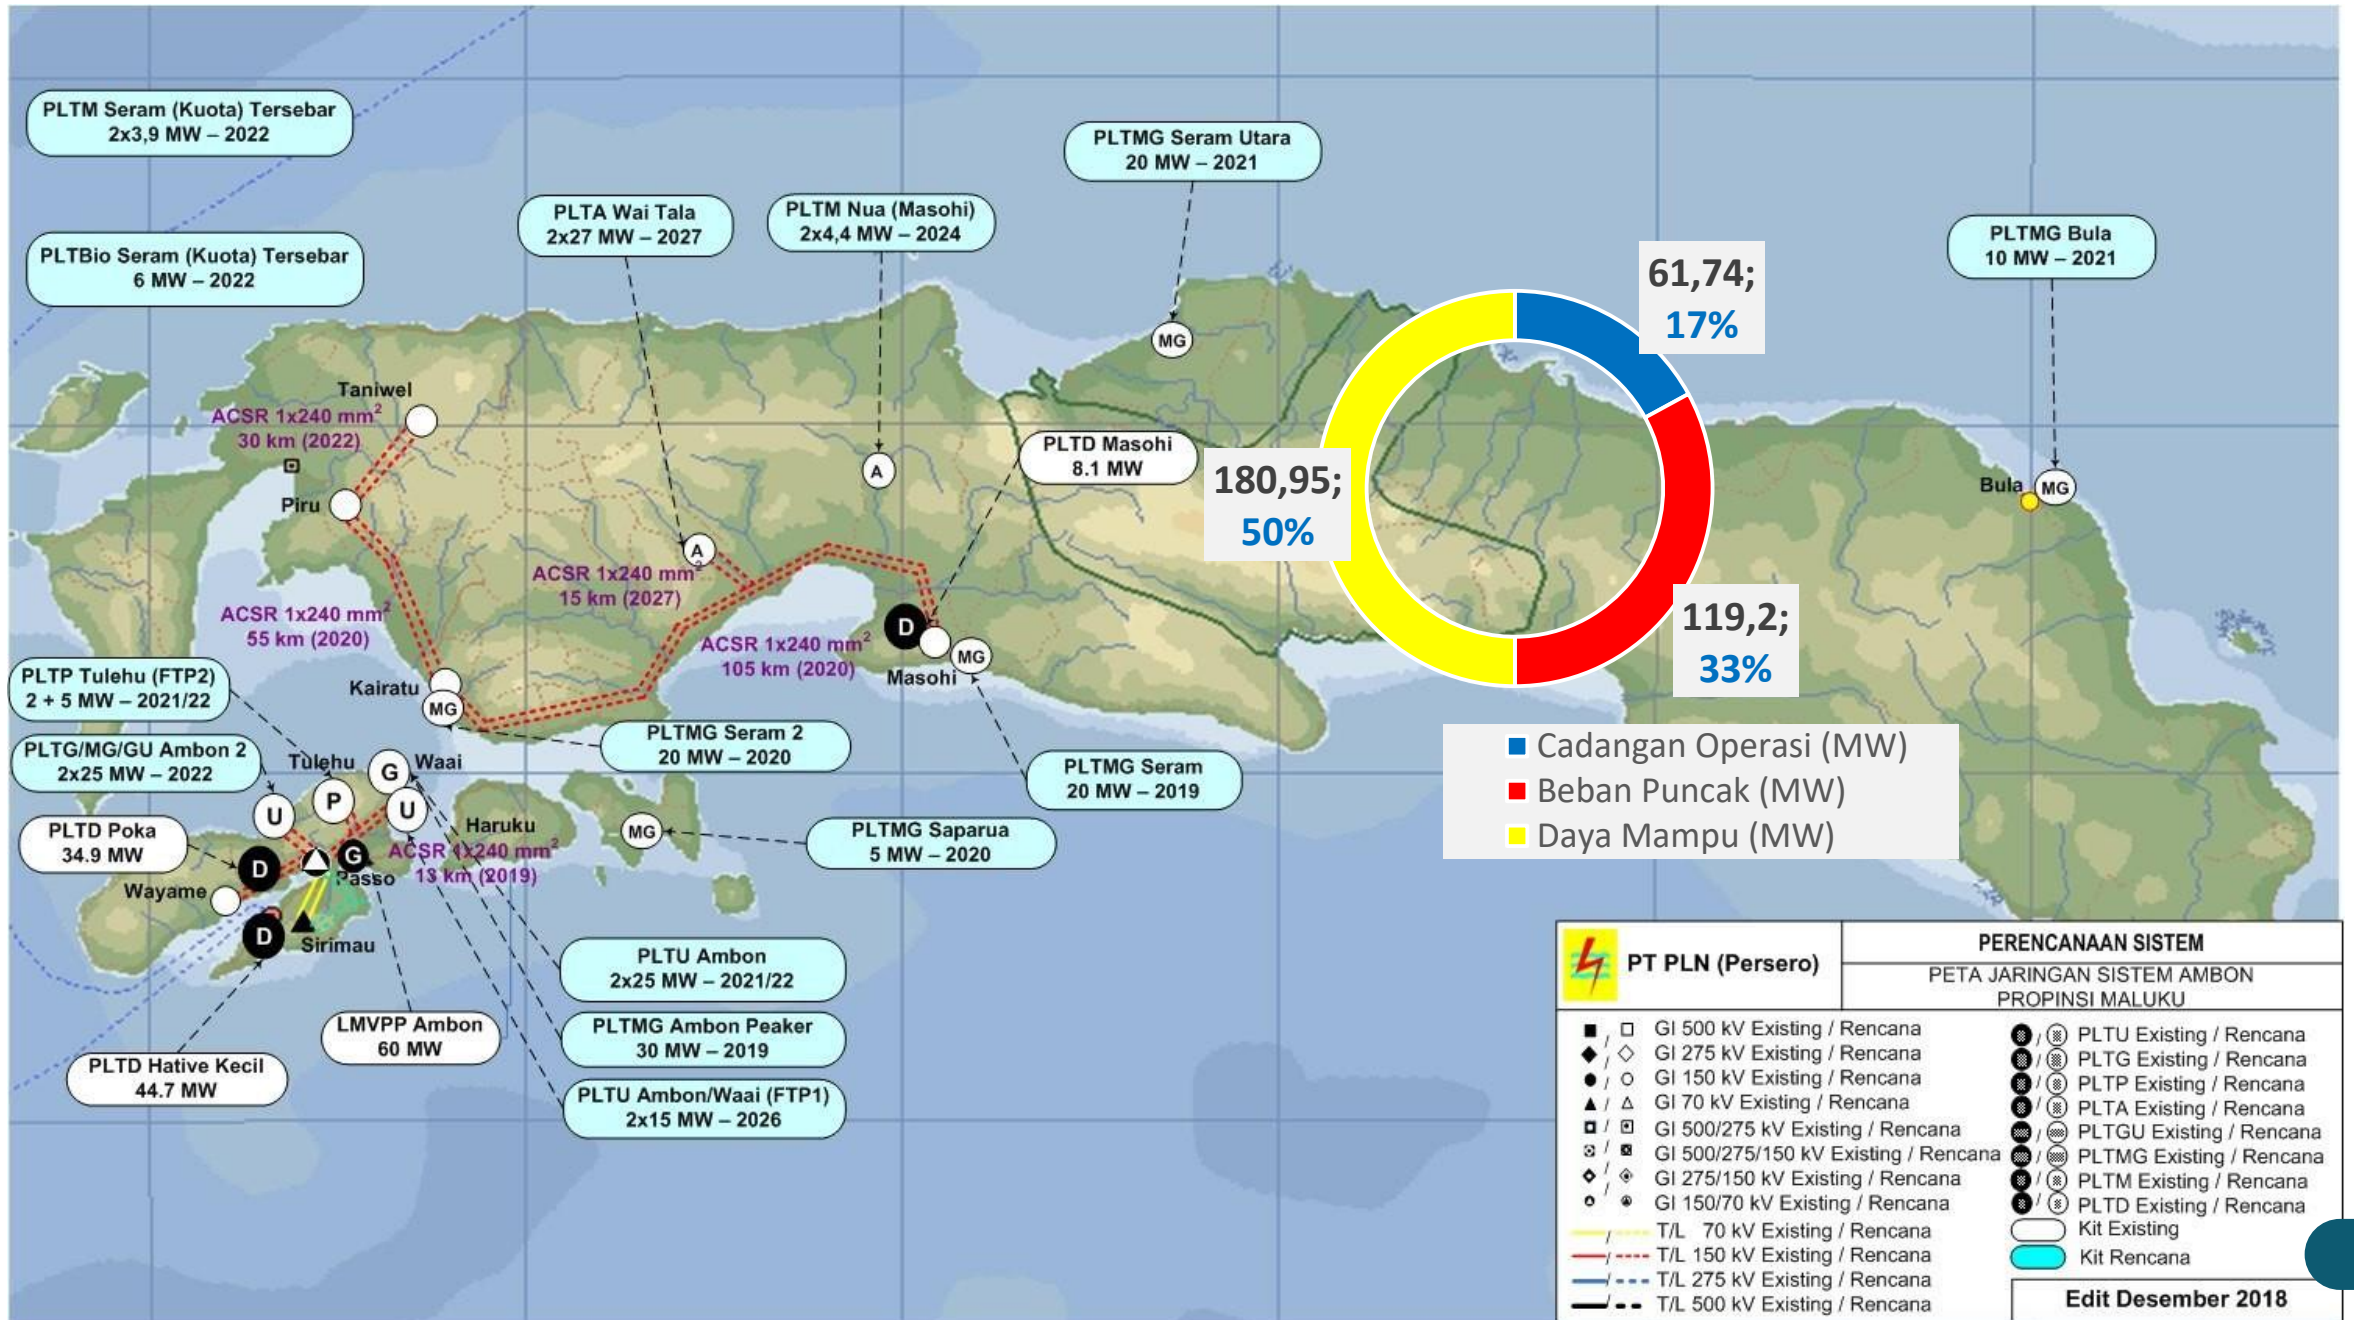 PLTM Seram (Kuota) Tersebar
2x3,9 MW – 2022
PLTBio Seram (Kuota) Tersebar
6 MW – 2022
PLTA Wai Tala
2x27 MW – 2027
PLTM Nua (Masohi)
2x4,4 MW – 2024
PLTMG Seram Utara
20 MW – 2021
PLTMG Bula
10 MW – 2021
61,74;
17%
180,95;
50%
119,2;
33%
Cadangan Operasi (MW)
Beban Puncak (MW)
Daya Mampu (MW)
MG
Taniwel
ACSR 1x240 mm²
30 km (2022)
Piru
A
PLTD Masohi
8.1 MW
Bula
MG
A
ACSR 1x240 mm²
15 km (2027)
ACSR 1x240 mm²
55 km (2020)
ACSR 1x240 mm²
105 km (2020)
D
MG
Masohi
Kairatu
MG
PLTP Tulehu (FTP2)
2 + 5 MW – 2021/22
PLTG/MG/GU Ambon 2
2x25 MW – 2022
PLTMG Seram 2
20 MW – 2020
PLTMG Seram
20 MW – 2019
Tulehu
G
Waai
P
U
U
PLTD Poka
34.9 MW
Haruku
MG
PLTMG Saparua
5 MW – 2020
D
G
ACSR 1x240 mm²
13 km (2019)
Passo
Wayame
D
Sirimau
PLTU Ambon
2x25 MW – 2021/22
LMVPP Ambon
60 MW
PLTMG Ambon Peaker
30 MW – 2019
PLTD Hative Kecil
44.7 MW
PLTU Ambon/Waai (FTP1)
2x15 MW – 2026
PT PLN (Persero)
PERENCANAAN SISTEM
PETA JARINGAN SISTEM AMBON
PROPINSI MALUKU
/ GI 500 kV Existing / Rencana
/ GI 275 kV Existing / Rencana
/ GI 150 kV Existing / Rencana
/ GI 70 kV Existing / Rencana
/ GI 500/275 kV Existing / Rencana
/ GI 500/275/150 kV Existing / Rencana
/ GI 275/150 kV Existing / Rencana
/ GI 150/70 kV Existing / Rencana
/ T/L 70 kV Existing / Rencana
/ T/L 150 kV Existing / Rencana
/ T/L 275 kV Existing / Rencana
/ T/L 500 kV Existing / Rencana
/ PLTU Existing / Rencana
/ PLTG Existing / Rencana
/ PLTP Existing / Rencana
/ PLTA Existing / Rencana
/ PLTGU Existing / Rencana
/ PLTMG Existing / Rencana
/ PLTM Existing / Rencana
/ PLTD Existing / Rencana
Kit Existing
Kit Rencana
Edit Desember 2018